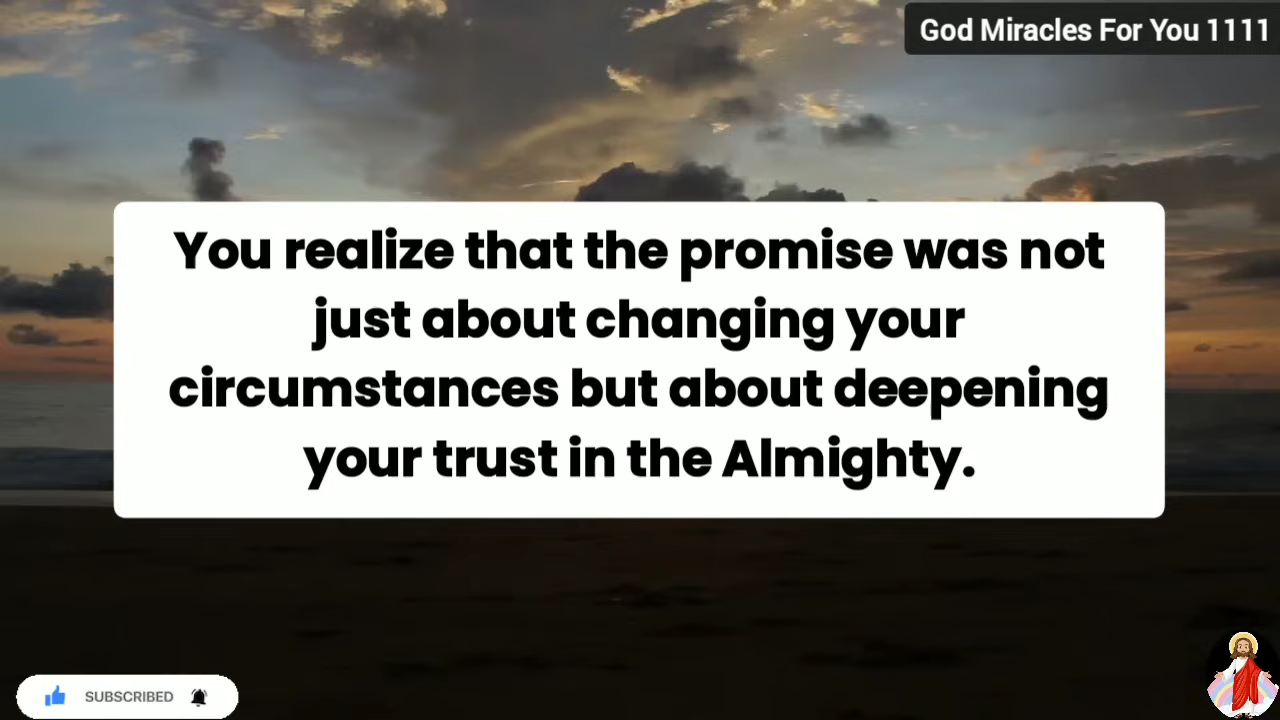 God Miracles For You 1111
You realize that the promise was not
just about changing your
circumstances but about deepening
your trust in the Almighty.
SUBSCRIBED